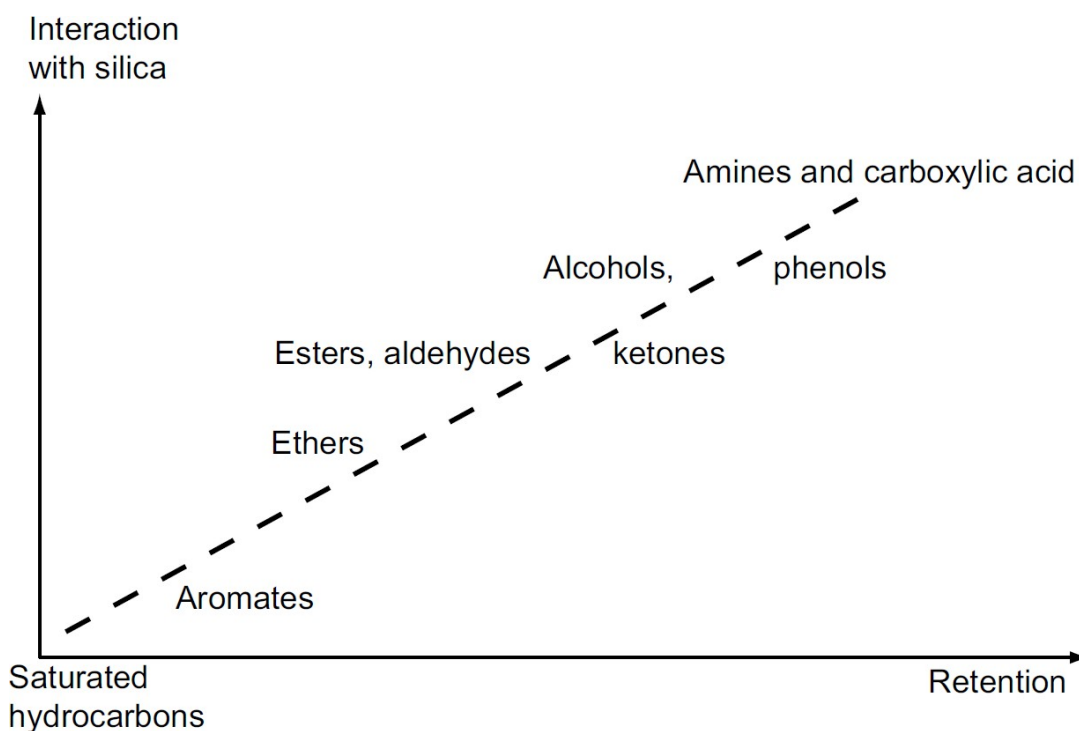 Interaction
with silica
Amines and carboxylic acid
Alcohols, phenols
Esters, aldehydes ketones
Ethers
Aromates
Saturated
hydrocarbons
Retention